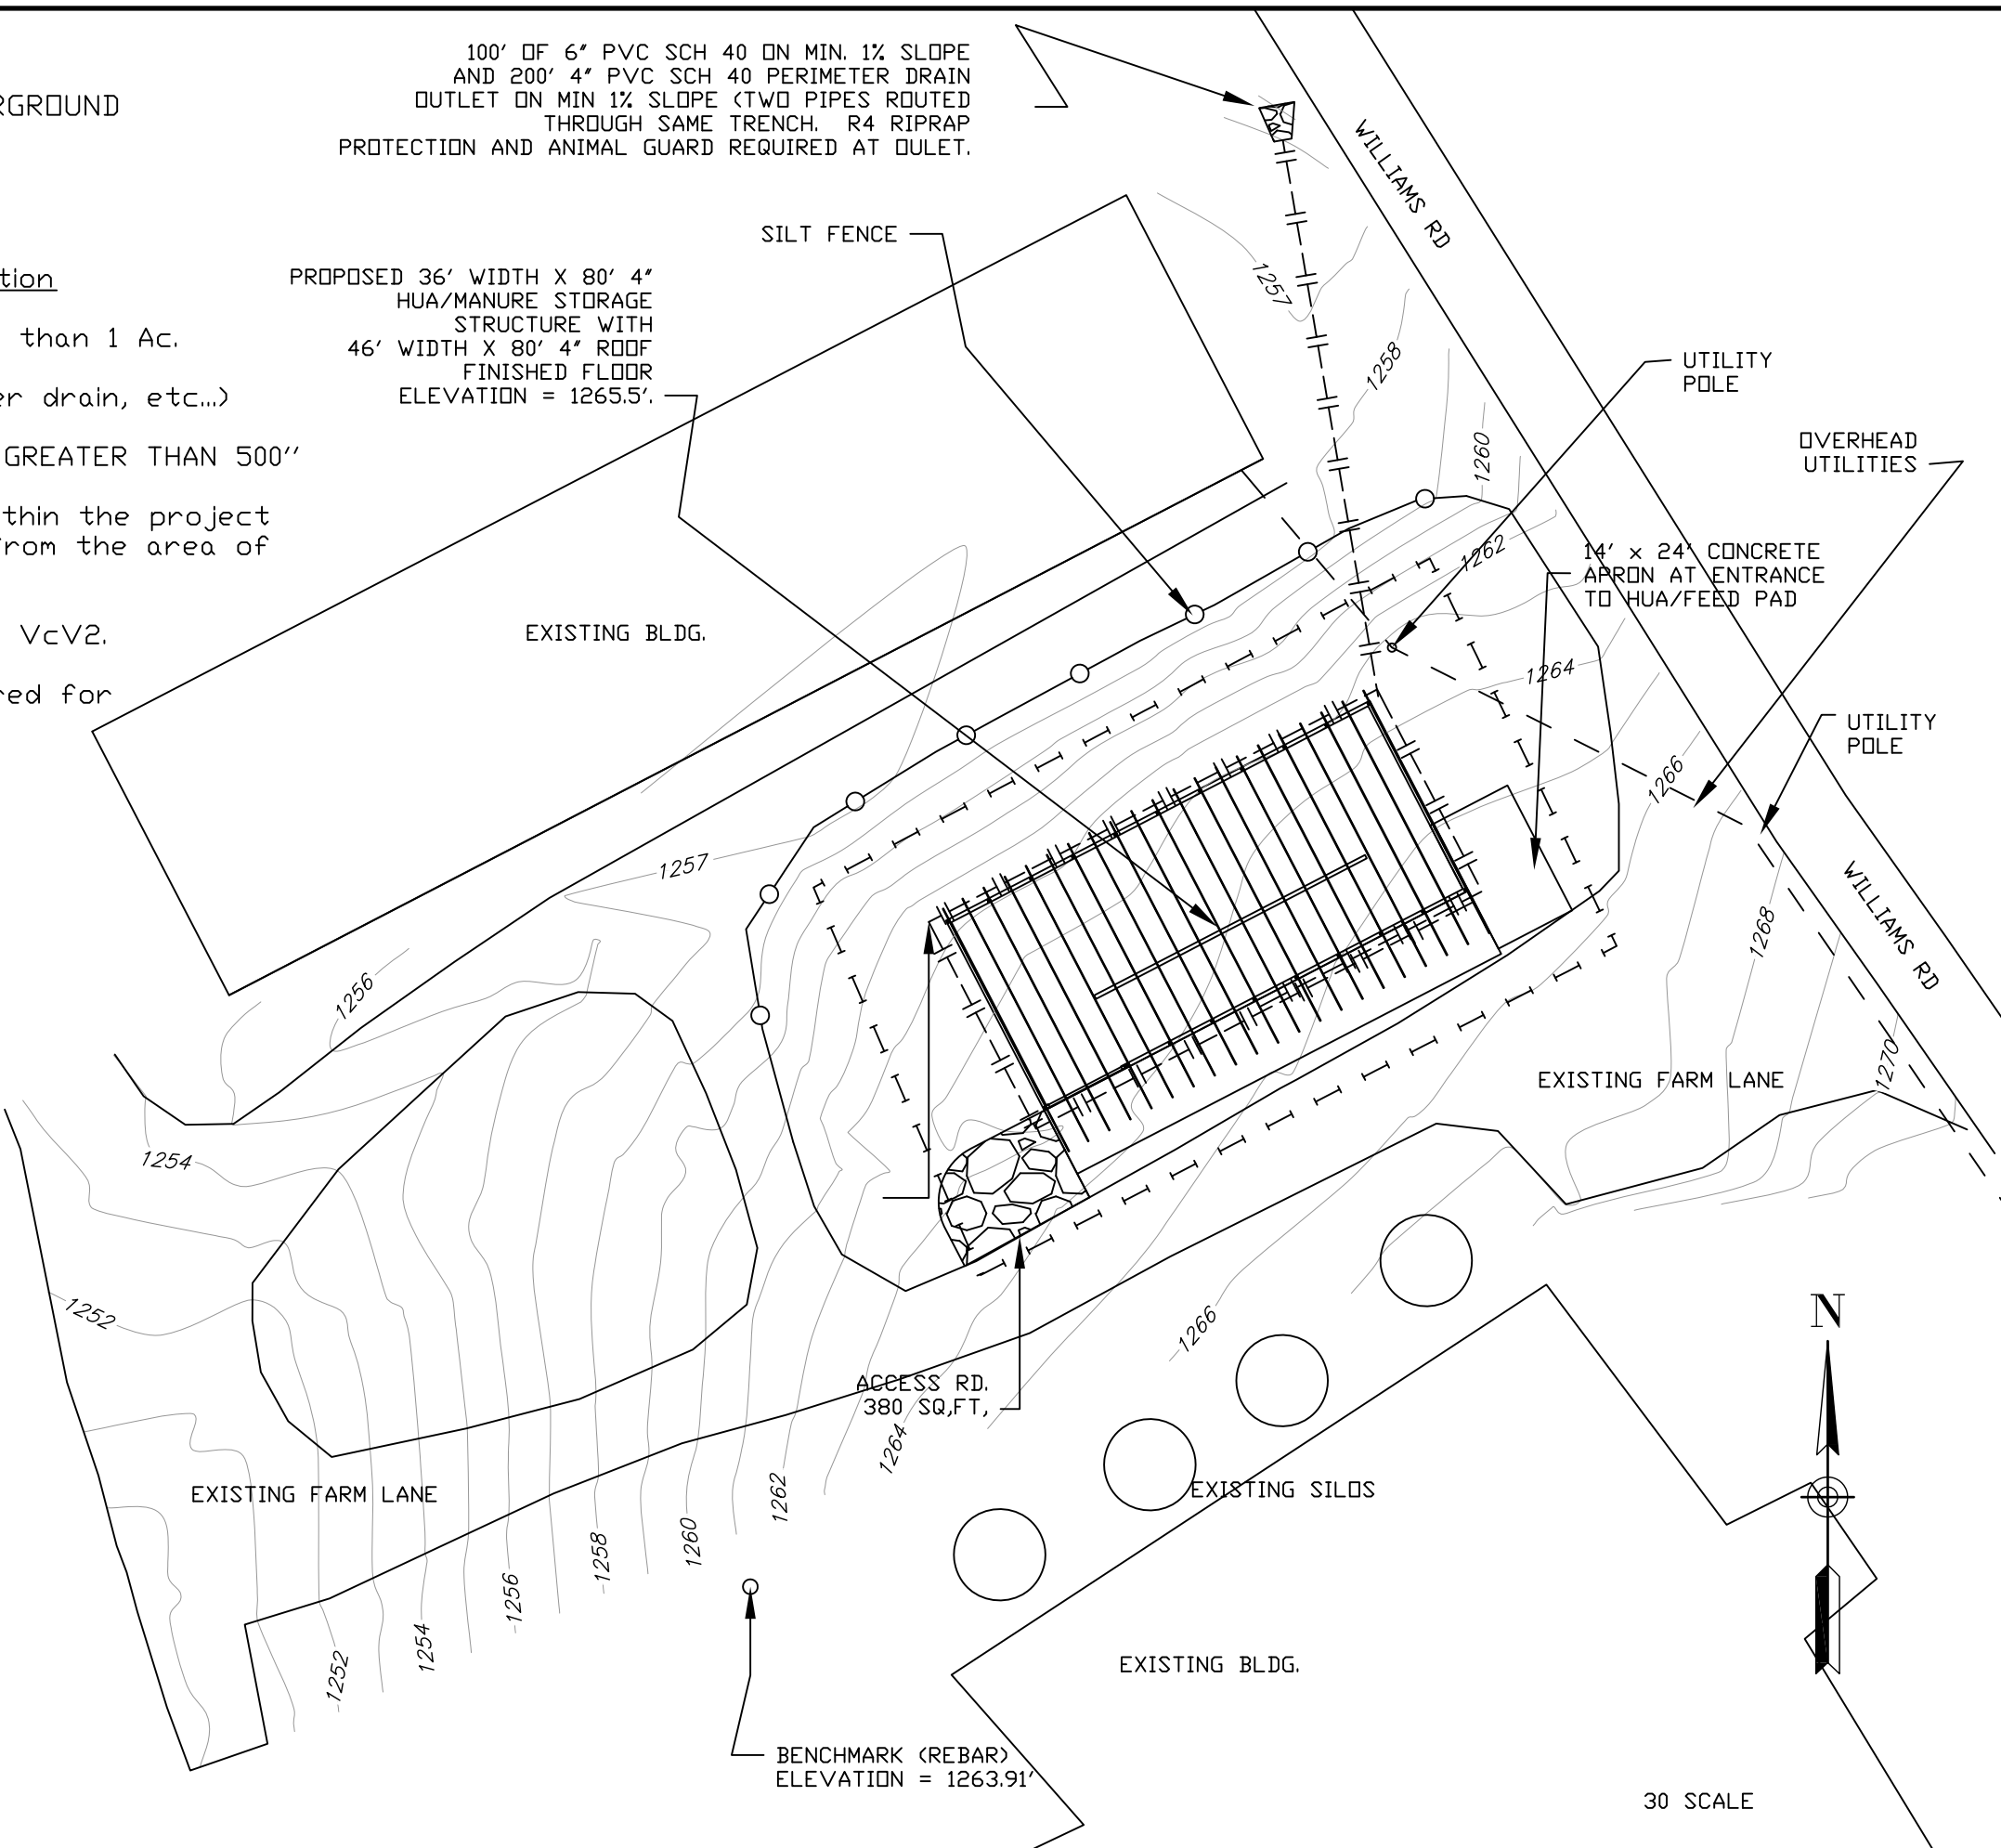 100' OF 6" PVC SCH 40 ON MIN. 1% SLOPE
AND 200' 4" PVC SCH 40 PERIMETER DRAIN
OUTLET ON MIN 1% SLOPE (TWO PIPES ROUTED
THROUGH SAME TRENCH. R4 RIPRAP
PROTECTION AND ANIMAL GUARD REQUIRED AT OULET.
RGROUND
tion
than 1 Ac.
er drain, etc...)
GREATER THAN 500''
thin the project
from the area of
VcV2.
red for
SILT FENCE
PROPOSED 36' WIDTH X 80' 4"
HUA/MANURE STORAGE
STRUCTURE WITH
46' WIDTH X 80' 4" ROOF
FINISHED FLOOR
ELEVATION = 1265.5'.
WILLIAMS RD
1257
1258
1260
1262
UTILITY
POLE
OVERHEAD
UTILITIES
14' x 24' CONCRETE
APRON AT ENTRANCE
TO HUA/FEED PAD
EXISTING BLDG.
1264
UTILITY
POLE
1266
1257
1268
WILLIAMS RD
1256
1270
EXISTING FARM LANE
1254
1252
1266
N
ACCESS RD.
380 SQ,FT,
1264
EXISTING FARM LANE
EXISTING SILOS
1262
1260
1258
1256
1254
1252
EXISTING BLDG.
BENCHMARK (REBAR)
ELEVATION = 1263.91'
30 SCALE